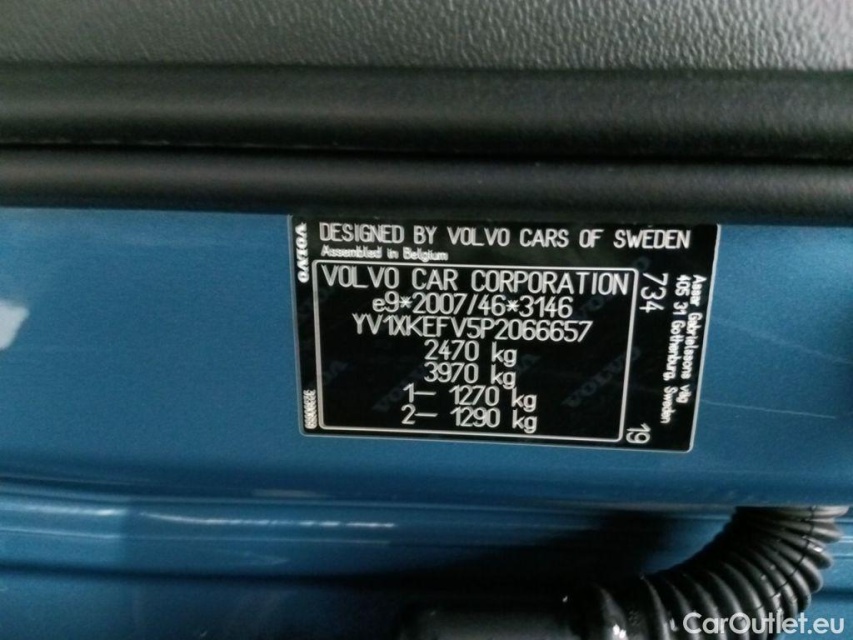 VOLVO
DESIGNED BY VOLVO CARS OF SWEDEN
Assembled in Belgium
VOLVO CAR CORPORATION
e9*2007/46*3146
YV1XKEFV5P2066657
2470 kg
3970 kg
1– 1270 kg
2– 1290 kg
734
19
Assar Gabrielssons väg
405 31 Gothenburg, Sweden
CarOutlet.eu